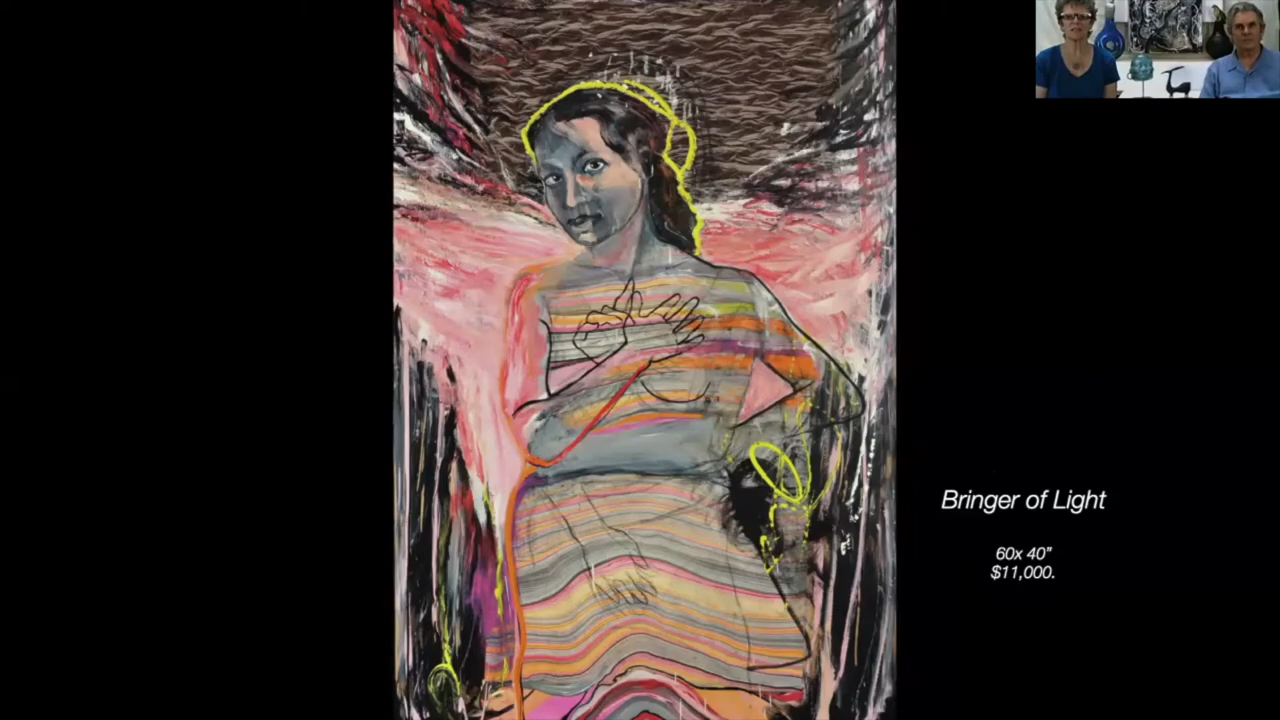 Bringer of Light
60x 40”
$11,000.